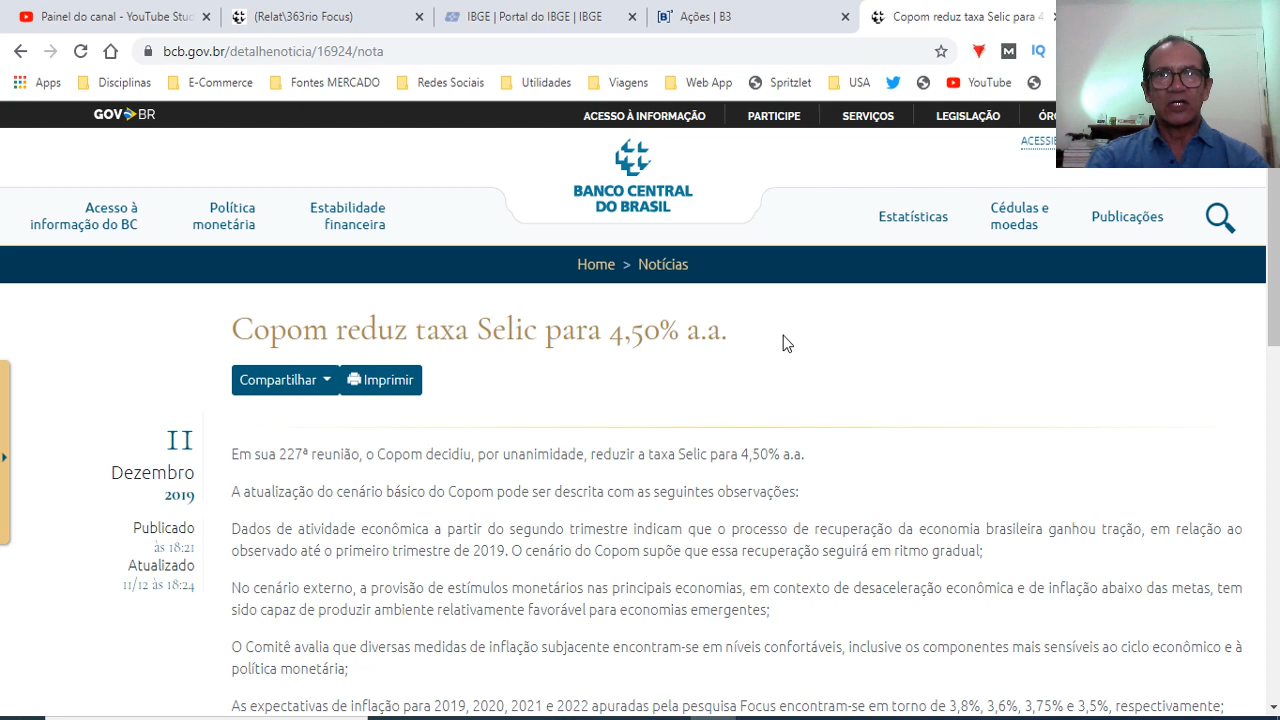 Painel do canal - YouTube Stud
(Relat\363rio Focus)
IBGE | Portal do IBGE | IBGE
[B]³ Ações | B3
Copom reduz taxa Selic para 4
bcb.gov.br/detalhenoticia/16924/nota
M
IQ
Apps
Disciplinas
E-Commerce
Fontes MERCADO
Redes Sociais
Utilidades
Viagens
Web App
Spritzlet
USA
YouTube
GOV BR
ACESSO À INFORMAÇÃO
PARTICIPE
SERVIÇOS
LEGISLAÇÃO
BANCO CENTRAL
DO BRASIL
Acesso à
informação do BC
Política
monetária
Estabilidade
financeira
Estatísticas
Cédulas e
moedas
Publicações
Home > Notícias
Copom reduz taxa Selic para 4,50% a.a.
Compartilhar
Imprimir
11
Dezembro
2019
Publicado
às 18:21
Atualizado
11/12 às 18:24
Em sua 227ª reunião, o Copom decidiu, por unanimidade, reduzir a taxa Selic para 4,50% a.a.
A atualização do cenário básico do Copom pode ser descrita com as seguintes observações:
Dados de atividade econômica a partir do segundo trimestre indicam que o processo de recuperação da economia brasileira ganhou tração, em relação ao
observado até o primeiro trimestre de 2019. O cenário do Copom supõe que essa recuperação seguirá em ritmo gradual;
No cenário externo, a provisão de estímulos monetários nas principais economias, em contexto de desaceleração econômica e de inflação abaixo das metas, tem
sido capaz de produzir ambiente relativamente favorável para economias emergentes;
O Comitê avalia que diversas medidas de inflação subjacente encontram-se em níveis confortáveis, inclusive os componentes mais sensíveis ao ciclo econômico e à
política monetária;
As expectativas de inflação para 2019, 2020, 2021 e 2022 apuradas pela pesquisa Focus encontram-se em torno de 3,8%, 3,6%, 3,75% e 3,5%, respectivamente;